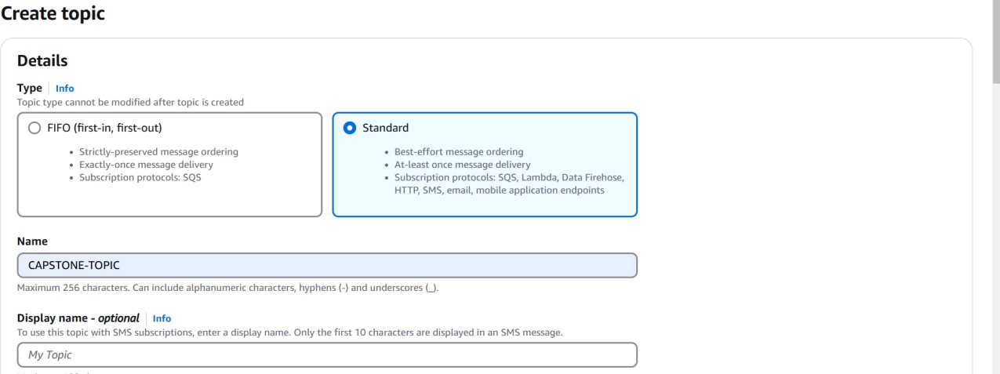 Create topic
Details
Type Info
Topic type cannot be modified after topic is created
FIFO (first-in, first-out)
• Strictly-preserved message ordering
• Exactly-once message delivery
• Subscription protocols: SQS
Standard
• Best-effort message ordering
• At-least once message delivery
• Subscription protocols: SQS, Lambda, Data Firehose,
HTTP, SMS, email, mobile application endpoints
Name
CAPSTONE-TOPIC
Maximum 256 characters. Can include alphanumeric characters, hyphens (-) and underscores (_).
Display name - optional Info
To use this topic with SMS subscriptions, enter a display name. Only the first 10 characters are displayed in an SMS message.
My Topic